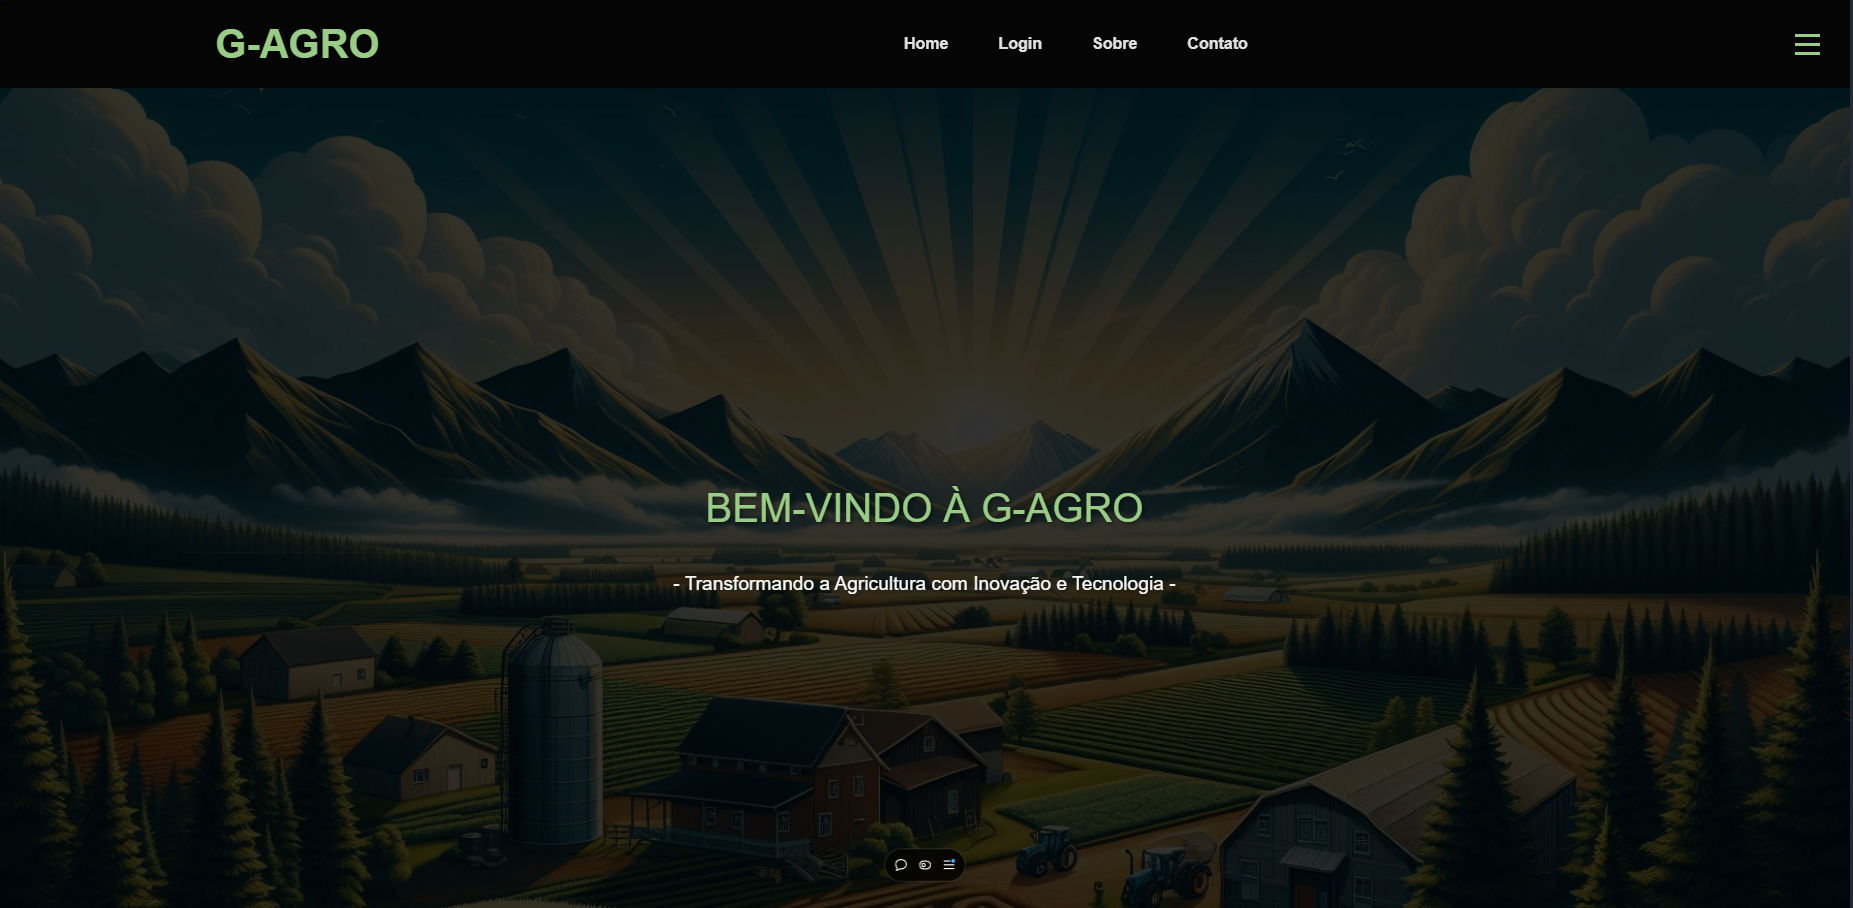 G-AGRO
Home Login Sobre Contato
BEM-VINDO À G-AGRO
- Transformando a Agricultura com Inovação e Tecnologia -